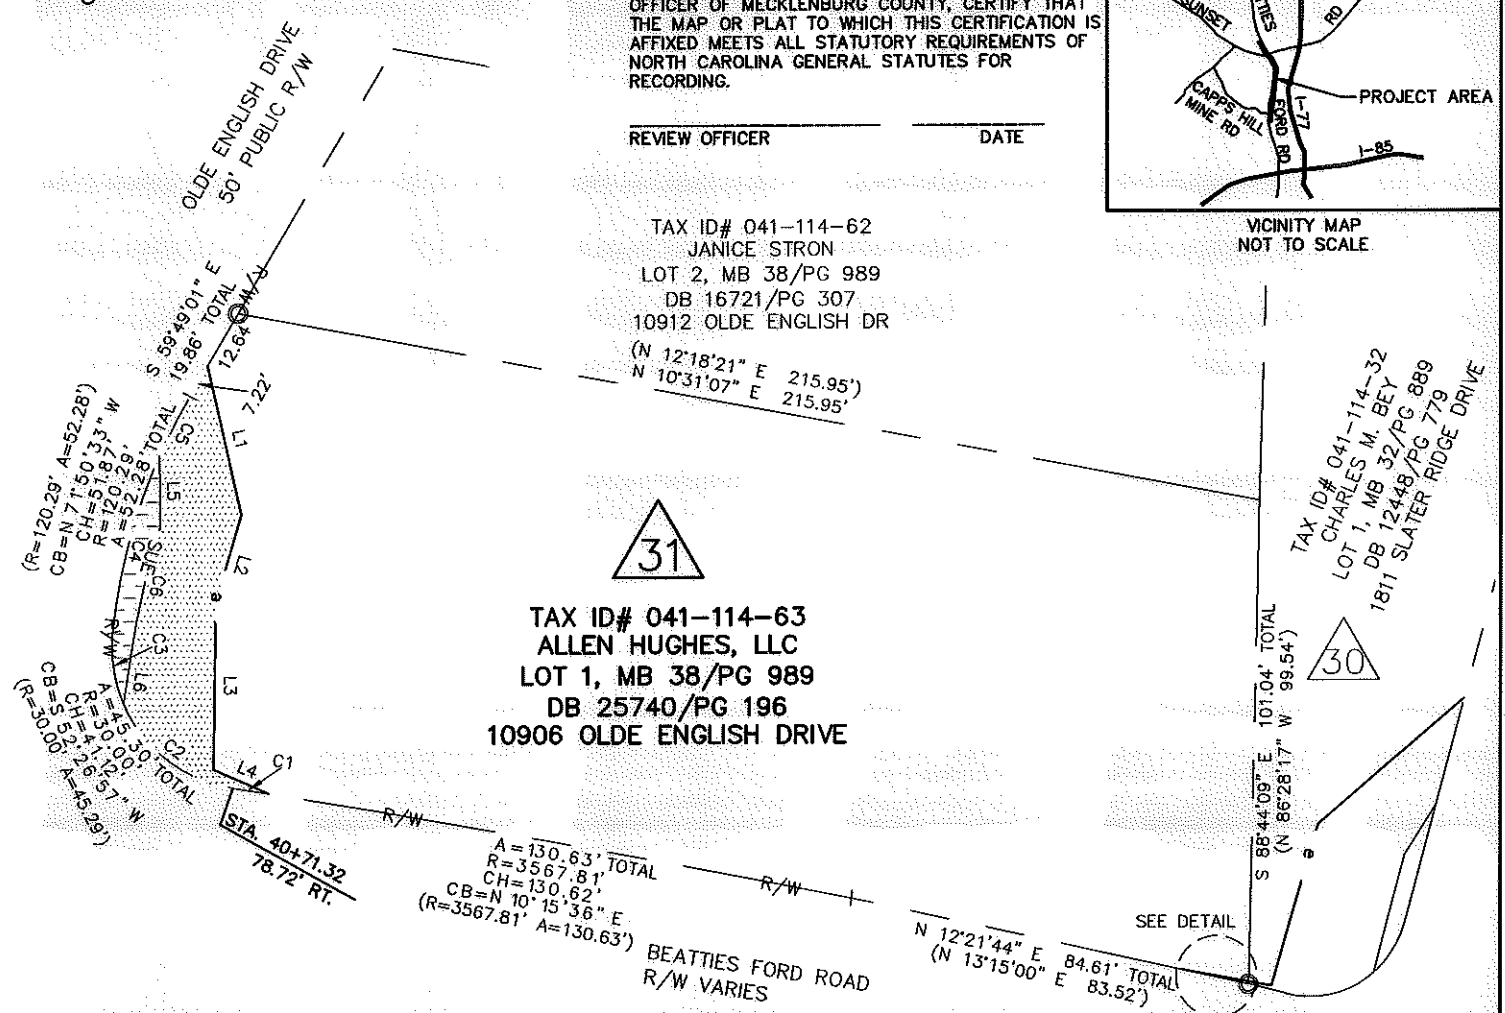 OFFICER OF MECKLENBURG COUNTY, CERTIFY THAT
THE MAP OR PLAT TO WHICH THIS CERTIFICATION IS
AFFIXED MEETS ALL STATUTORY REQUIREMENTS OF
NORTH CAROLINA GENERAL STATUTES FOR
RECORDING.
REVIEW OFFICER
DATE
SUNSET
TIES
RD
CAPPS HILL
MINE RD
FORD RD
I-77
PROJECT AREA
I-85
VICINITY MAP
NOT TO SCALE
OLDE ENGLISH DRIVE
50' PUBLIC R/W
TAX ID# 041-114-62
JANICE STRON
LOT 2, MB 38/PG 989
DB 16721/PG 307
10912 OLDE ENGLISH DR
(N 12°18'21" E 215.95')
N 10°31'07" E 215.95'
S 59°49'01" E
19.86' TOTAL
12.64'
R/W
7.22'
L1
C5
(R=120.29' A=52.28')
CB=N 71°50'33" W
CH=51.87'
R=120.29'
A=52.28' TOTAL
L5
SUE
C4
C6
L2
a
R/W
C3
L6
L3
A=45.30' TOTAL
R=30.00'
CH=41.12'
CB=S 52°26'57" W
(R=30.00' A=45.29')
C2
L4
C1
STA. 40+71.32
78.72' RT.
31
TAX ID# 041-114-63
ALLEN HUGHES, LLC
LOT 1, MB 38/PG 989
DB 25740/PG 196
10906 OLDE ENGLISH DRIVE
TAX ID# 041-114-32
CHARLES M. BEY
LOT 1, MB 32/PG 889
DB 12448/PG 779
1811 SLATER RIDGE DRIVE
30
S 88°44'09" E 101.04' TOTAL
(N 86°28'17" W 99.54')
e
R/W
A=130.63' TOTAL
R=3567.81'
CH=130.62'
CB=N 10°15'36" E
(R=3567.81' A=130.63')
R/W
BEATTIES FORD ROAD
R/W VARIES
SEE DETAIL
N 12°21'44" E 84.61' TOTAL
(N 13°15'00" E 83.52')